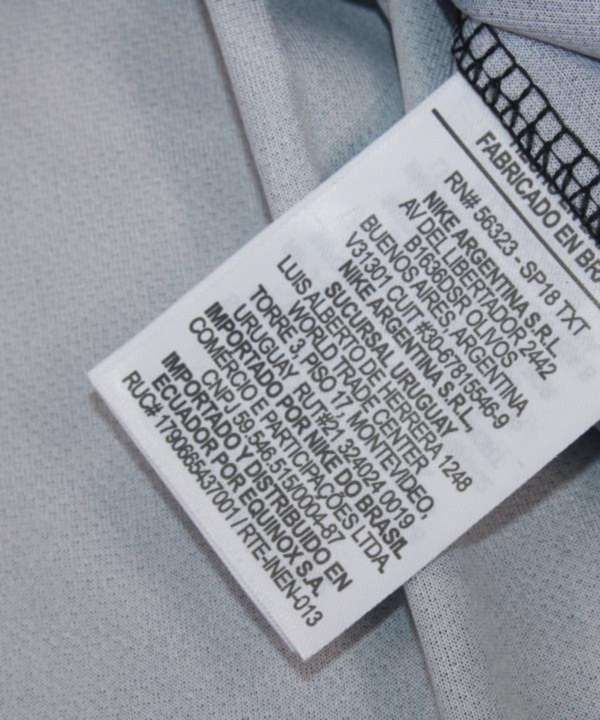 FABRICADO EN BR
RN# 56323 - SP18 TXT
NIKE ARGENTINA S.R.L.
AV DEL LIBERTADOR 2442
B1636DSR OLIVOS
BUENOS AIRES, ARGENTINA
V31301 CUIT #30-67815546-9
NIKE ARGENTINA S.R.L,
SUCURSAL URUGUAY
LUIS ALBERTO DE HERRERA 1248
WORLD TRADE CENTER
TORRE 3, PISO 17, MONTEVIDEO,
URUGUAY RUT#21 324024 0019
IMPORTADO POR NIKE DO BRASIL
COMÉRCIO E PARTICIPAÇÕES LTDA.
CNPJ 59.546.515/0004-87
IMPORTADO Y DISTRIBUIDO EN
ECUADOR POR EQUINOX S.A.
RUC# 1790665437001 / RTE-INEN-013